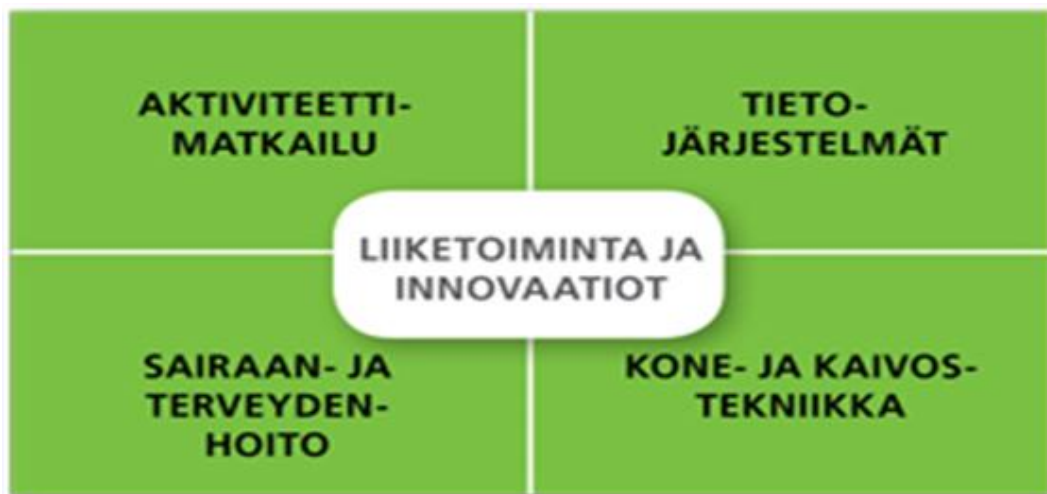 AKTIVITEETTI-
MATKAILU
TIETO-
JÄRJESTELMÄT
LIIKETOIMINTA JA
INNOVAATIOT
SAIRAAN- JA
TERVEYDEN-
HOITO
KONE- JA KAIVOS-
TEKNIIKKA